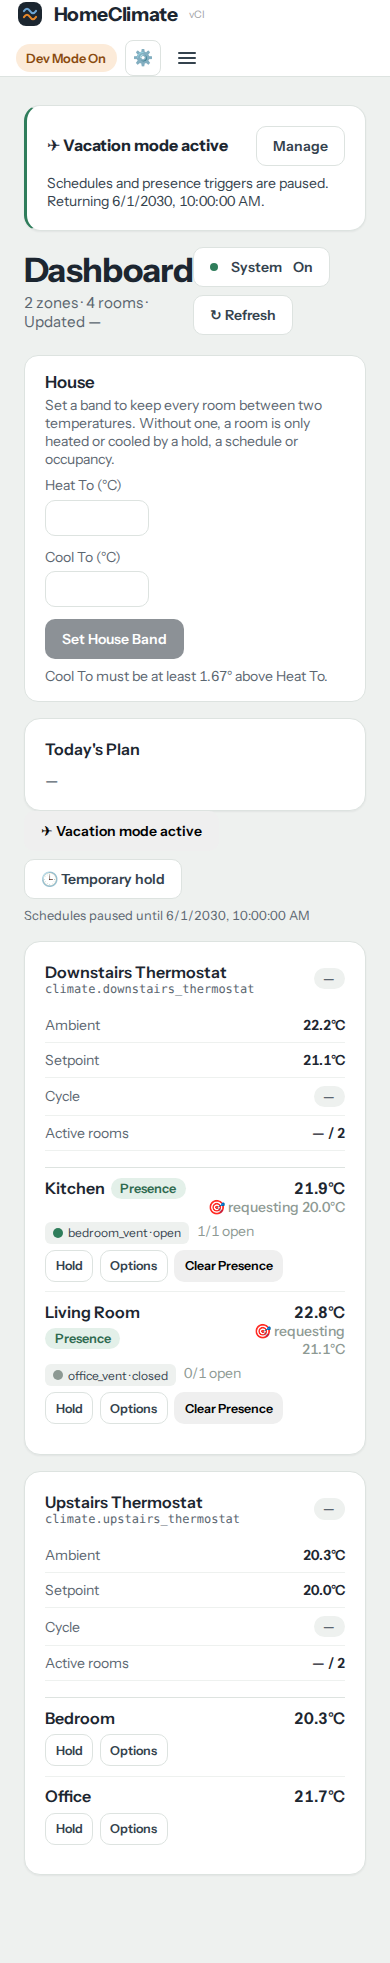 HomeClimate vCI
Dev Mode On ⚙️
✈ Vacation mode active Manage
Schedules and presence triggers are paused.
Returning 6/1/2030, 10:00:00 AM.
Dashboard System On
2 zones · 4 rooms ·
Updated —
↻ Refresh
House
Set a band to keep every room between two
temperatures. Without one, a room is only
heated or cooled by a hold, a schedule or
occupancy.
Heat To (°C)
Cool To (°C)
Set House Band
Cool To must be at least 1.67° above Heat To.
Today's Plan
—
✈ Vacation mode active
🕒 Temporary hold
Schedules paused until 6/1/2030, 10:00:00 AM
Downstairs Thermostat —
climate.downstairs_thermostat
Ambient 22.2°C
Setpoint 21.1°C
Cycle —
Active rooms — / 2
Kitchen Presence 21.9°C
🎯 requesting 20.0°C
bedroom_vent · open 1/1 open
Hold Options Clear Presence
Living Room 22.8°C
Presence 🎯 requesting
21.1°C
office_vent · closed 0/1 open
Hold Options Clear Presence
Upstairs Thermostat —
climate.upstairs_thermostat
Ambient 20.3°C
Setpoint 20.0°C
Cycle —
Active rooms — / 2
Bedroom 20.3°C
Hold Options
Office 21.7°C
Hold Options